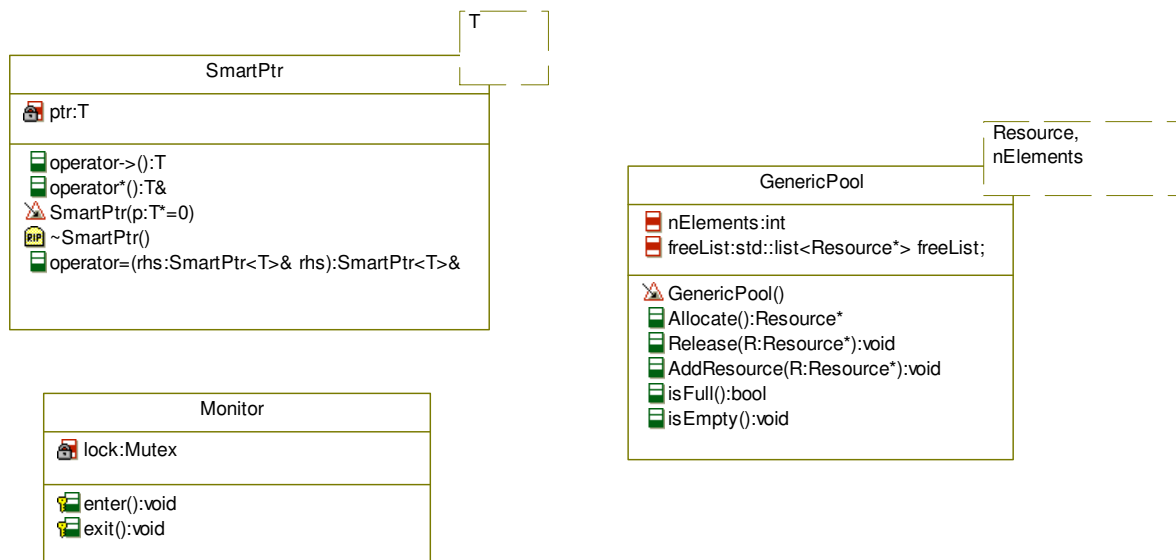 T
SmartPtr
ptr:T
operator->():T
operator*():T&
SmartPtr(p:T*=0)
RIP ~SmartPtr()
operator=(rhs:SmartPtr<T>& rhs):SmartPtr<T>&
Resource,
nElements
GenericPool
nElements:int
freeList:std::list<Resource*> freeList;
GenericPool()
Allocate():Resource*
Release(R:Resource*):void
AddResource(R:Resource*):void
isFull():bool
isEmpty():void
Monitor
lock:Mutex
enter():void
exit():void